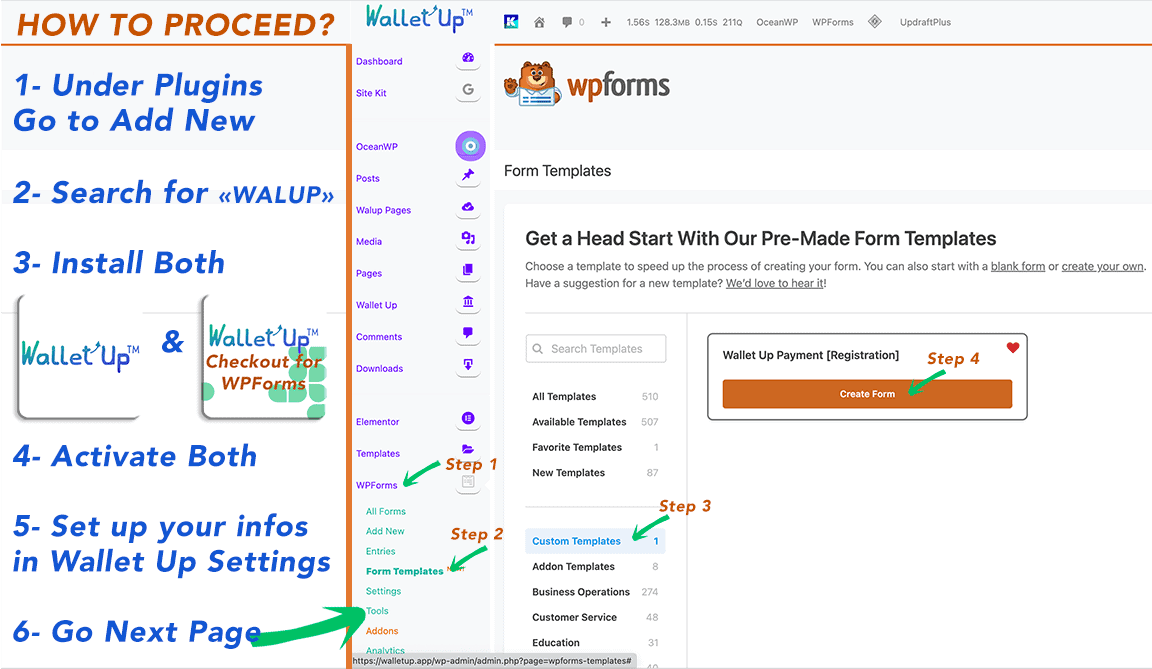 HOW TO PROCEED?
1- Under Plugins
Go to Add New
2- Search for «WALUP»
3- Install Both
Wallet Up™
&
Wallet Up™
Checkout for
WPForms
4- Activate Both
5- Set up your infos
in Wallet Up Settings
6- Go Next Page
Wallet Up™
Dashboard
Site Kit
OceanWP
Posts
Walup Pages
Media
Pages
Wallet Up
Comments
Downloads
Elementor
Templates
Step 1
WPForms
All Forms
Add New
Step 2
Entries
Form Templates
Settings
Tools
Addons
Analytics
https://walletup.app/wp-admin/admin.php?page=wpforms-templates#
0
1.56s 128.3MB 0.15s 211Q
OceanWP
WPForms
UpdraftPlus
wpforms
Form Templates
Get a Head Start With Our Pre-Made Form Templates
Choose a template to speed up the process of creating your form. You can also start with a blank form or create your own.
Have a suggestion for a new template? We'd love to hear it!
Search Templates
All Templates 510
Available Templates 507
Favorite Templates 1
New Templates 87
Step 3
Custom Templates 1
Addon Templates 8
Business Operations 274
Customer Service 48
Education 31
Wallet Up Payment [Registration]
Step 4
Create Form